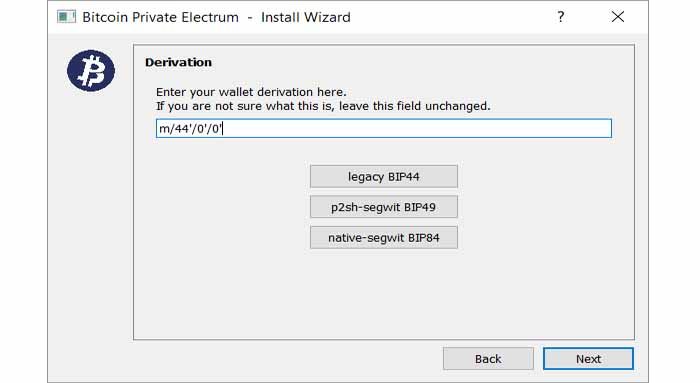 Bitcoin Private Electrum - Install Wizard
?
Derivation
Enter your wallet derivation here.
If you are not sure what this is, leave this field unchanged.
m/44'/0'/0'
legacy BIP44
p2sh-segwit BIP49
native-segwit BIP84
Back Next